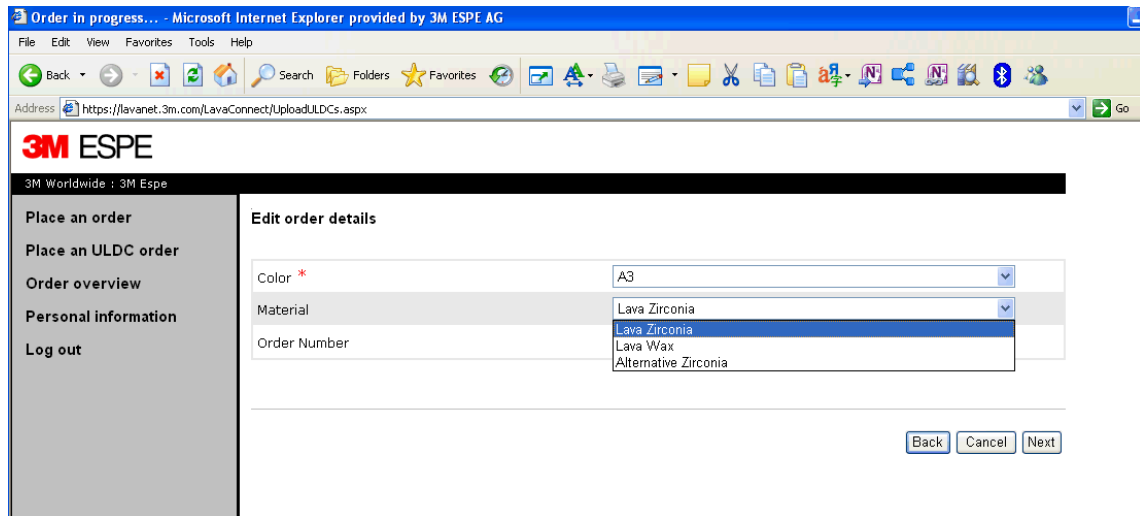 Order in progress... - Microsoft Internet Explorer provided by 3M ESPE AG
File Edit View Favorites Tools Help
Back Search Folders Favorites
Address https://lavanet.3m.com/LavaConnect/UploadULDCs.aspx Go
3M ESPE
3M Worldwide : 3M Espe
Place an order
Place an ULDC order
Order overview
Personal information
Log out
Edit order details
Color * A3
Material Lava Zirconia
Lava Zirconia
Lava Wax
Alternative Zirconia
Order Number
Back Cancel Next